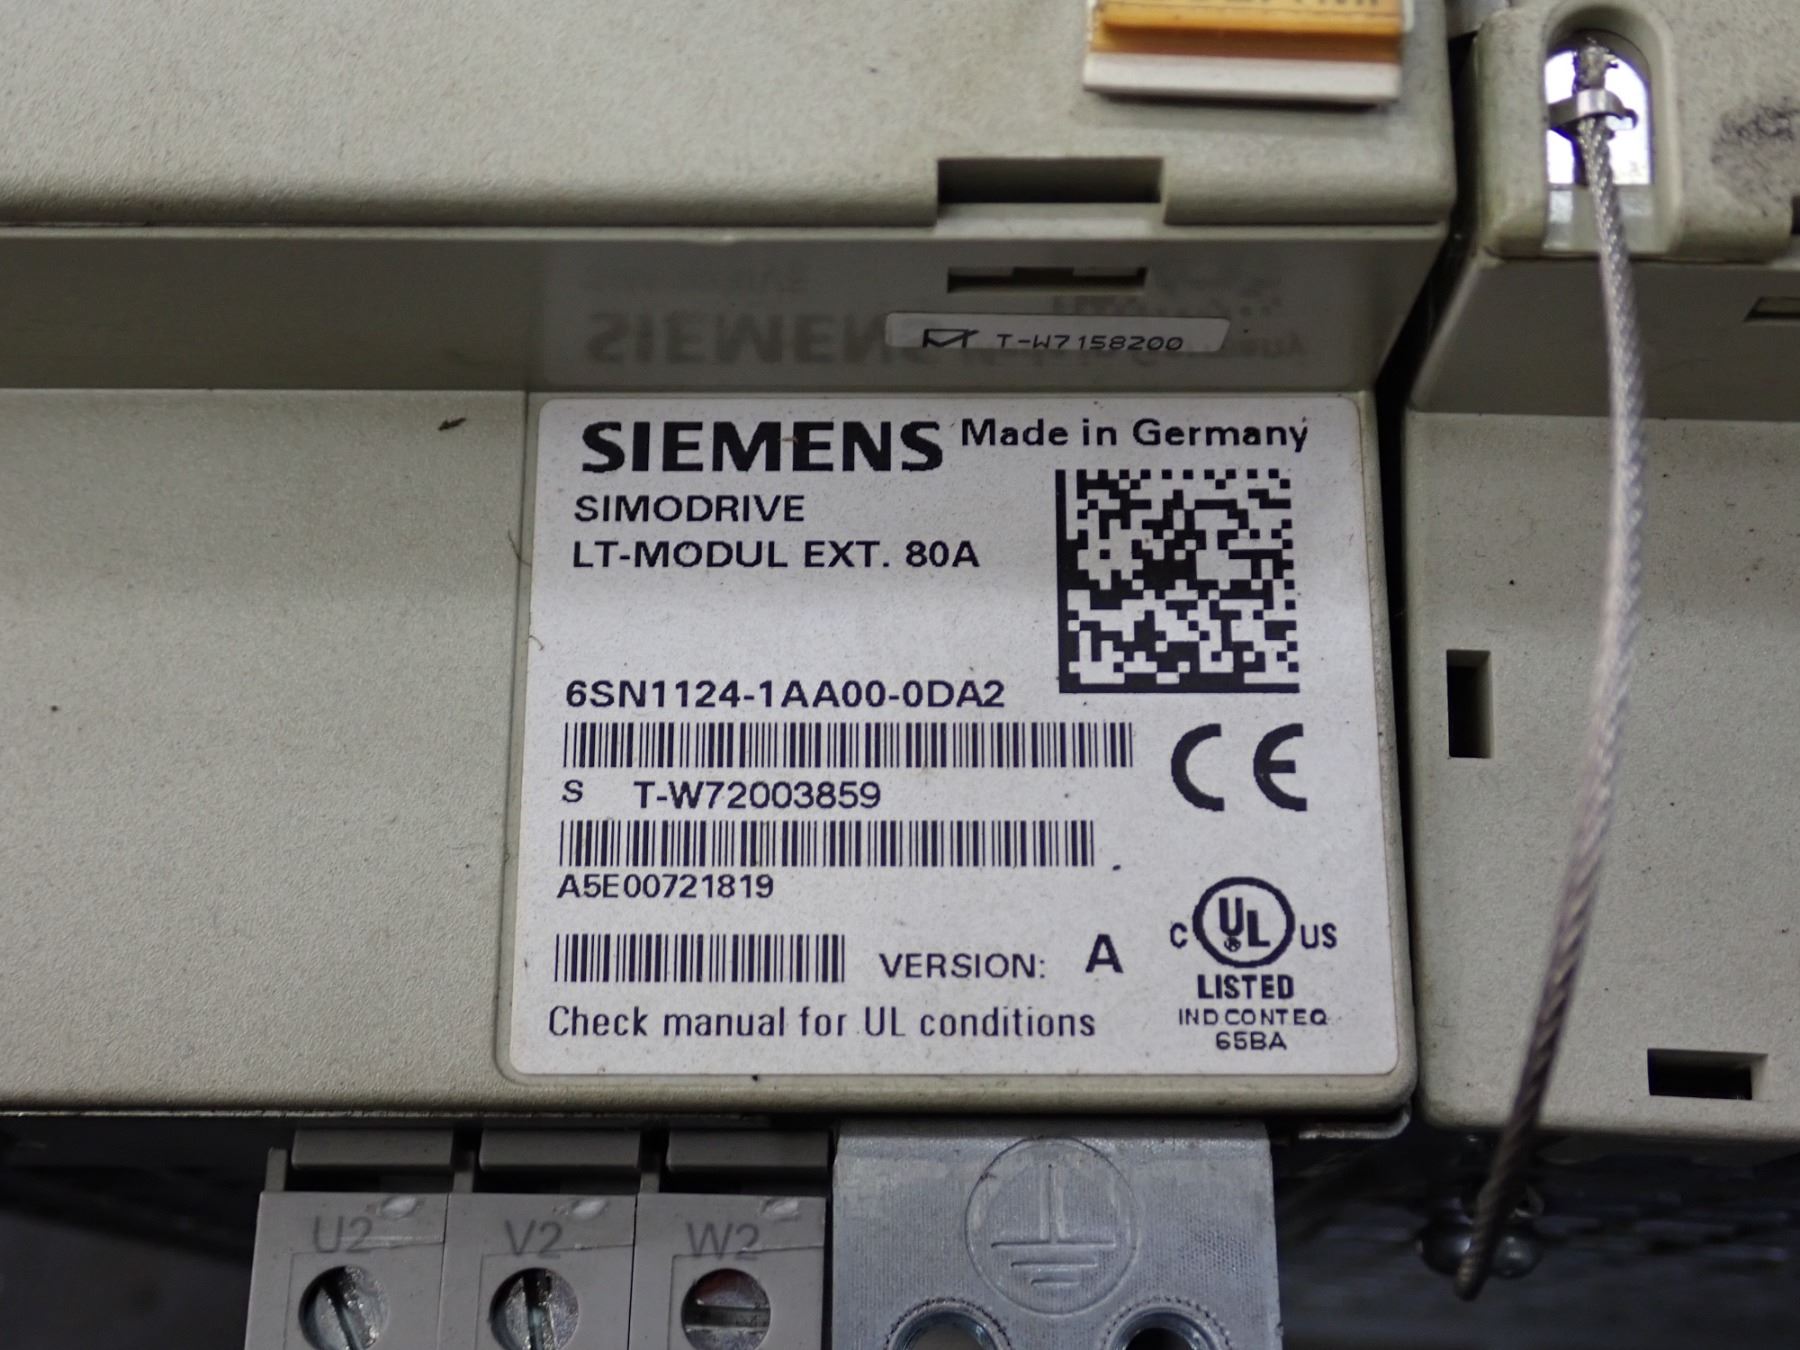 T-W7158200
SIEMENS Made in Germany
SIMODRIVE
LT-MODUL EXT. 80A
6SN1124-1AA00-0DA2
S T-W72003859
A5E00721819
VERSION: A
Check manual for UL conditions
CE
C UL® US
LISTED
IND CONT EQ
65BA
U2 V2 W2